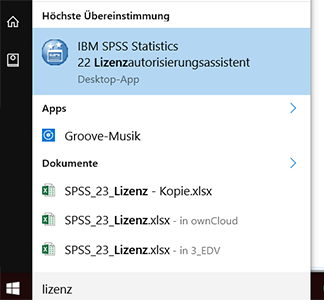 Höchste Übereinstimmung
IBM SPSS Statistics
22 Lizenzautorisierungsassistent
Desktop-App
Apps
Groove-Musik
Dokumente
SPSS_23_Lizenz - Kopie.xlsx
SPSS_23_Lizenz.xlsx - in ownCloud
SPSS_23_Lizenz.xlsx - in 3_EDV
lizenz